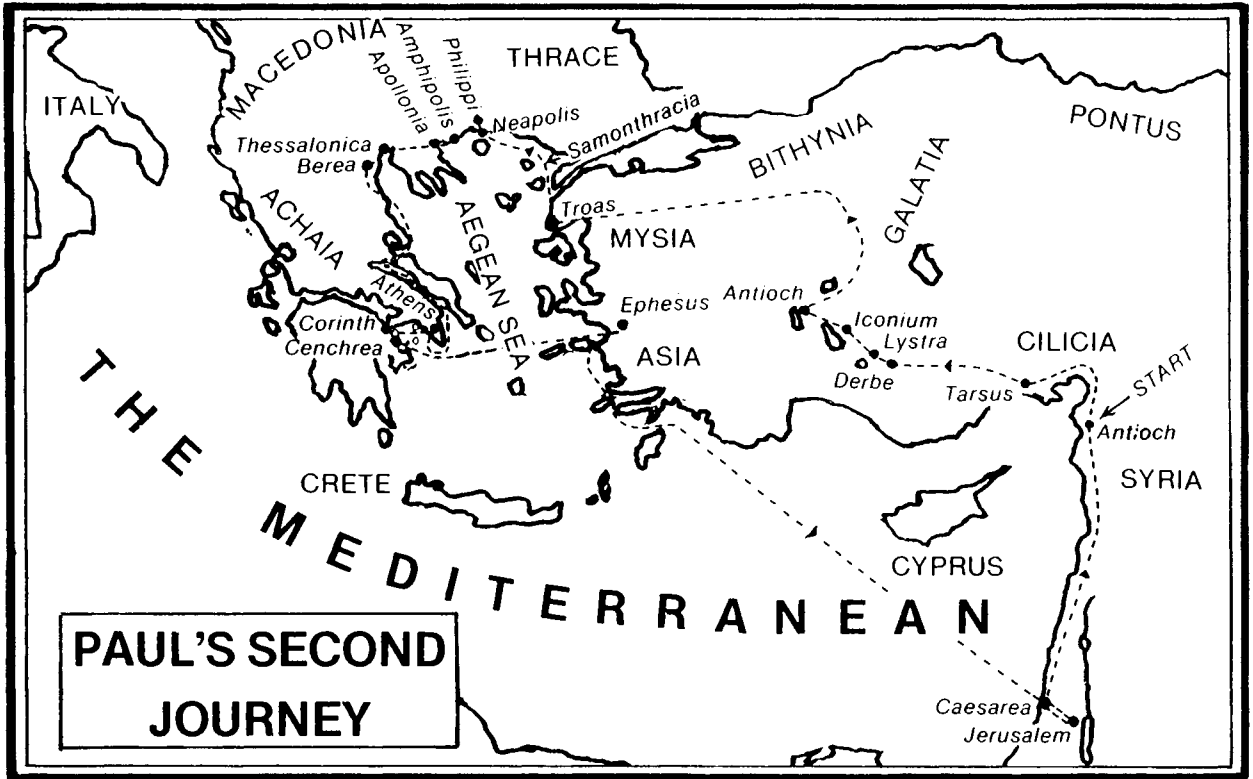 MACEDONIA
Apollonia
Amphipolis
Philippi
THRACE
ITALY
Neapolis
Samonthracia
PONTUS
BITHYNIA
GALATIA
Thessalonica
Berea
ACHAIA
AEGEAN SEA
Troas
MYSIA
Athens
Ephesus
Antioch
Corinth
Cenchrea
Iconium
Lystra
ASIA
CILICIA
START
Derbe
Tarsus
Antioch
CRETE
SYRIA
CYPRUS
THE MEDITERRANEAN
PAUL'S SECOND
JOURNEY
Caesarea
Jerusalem